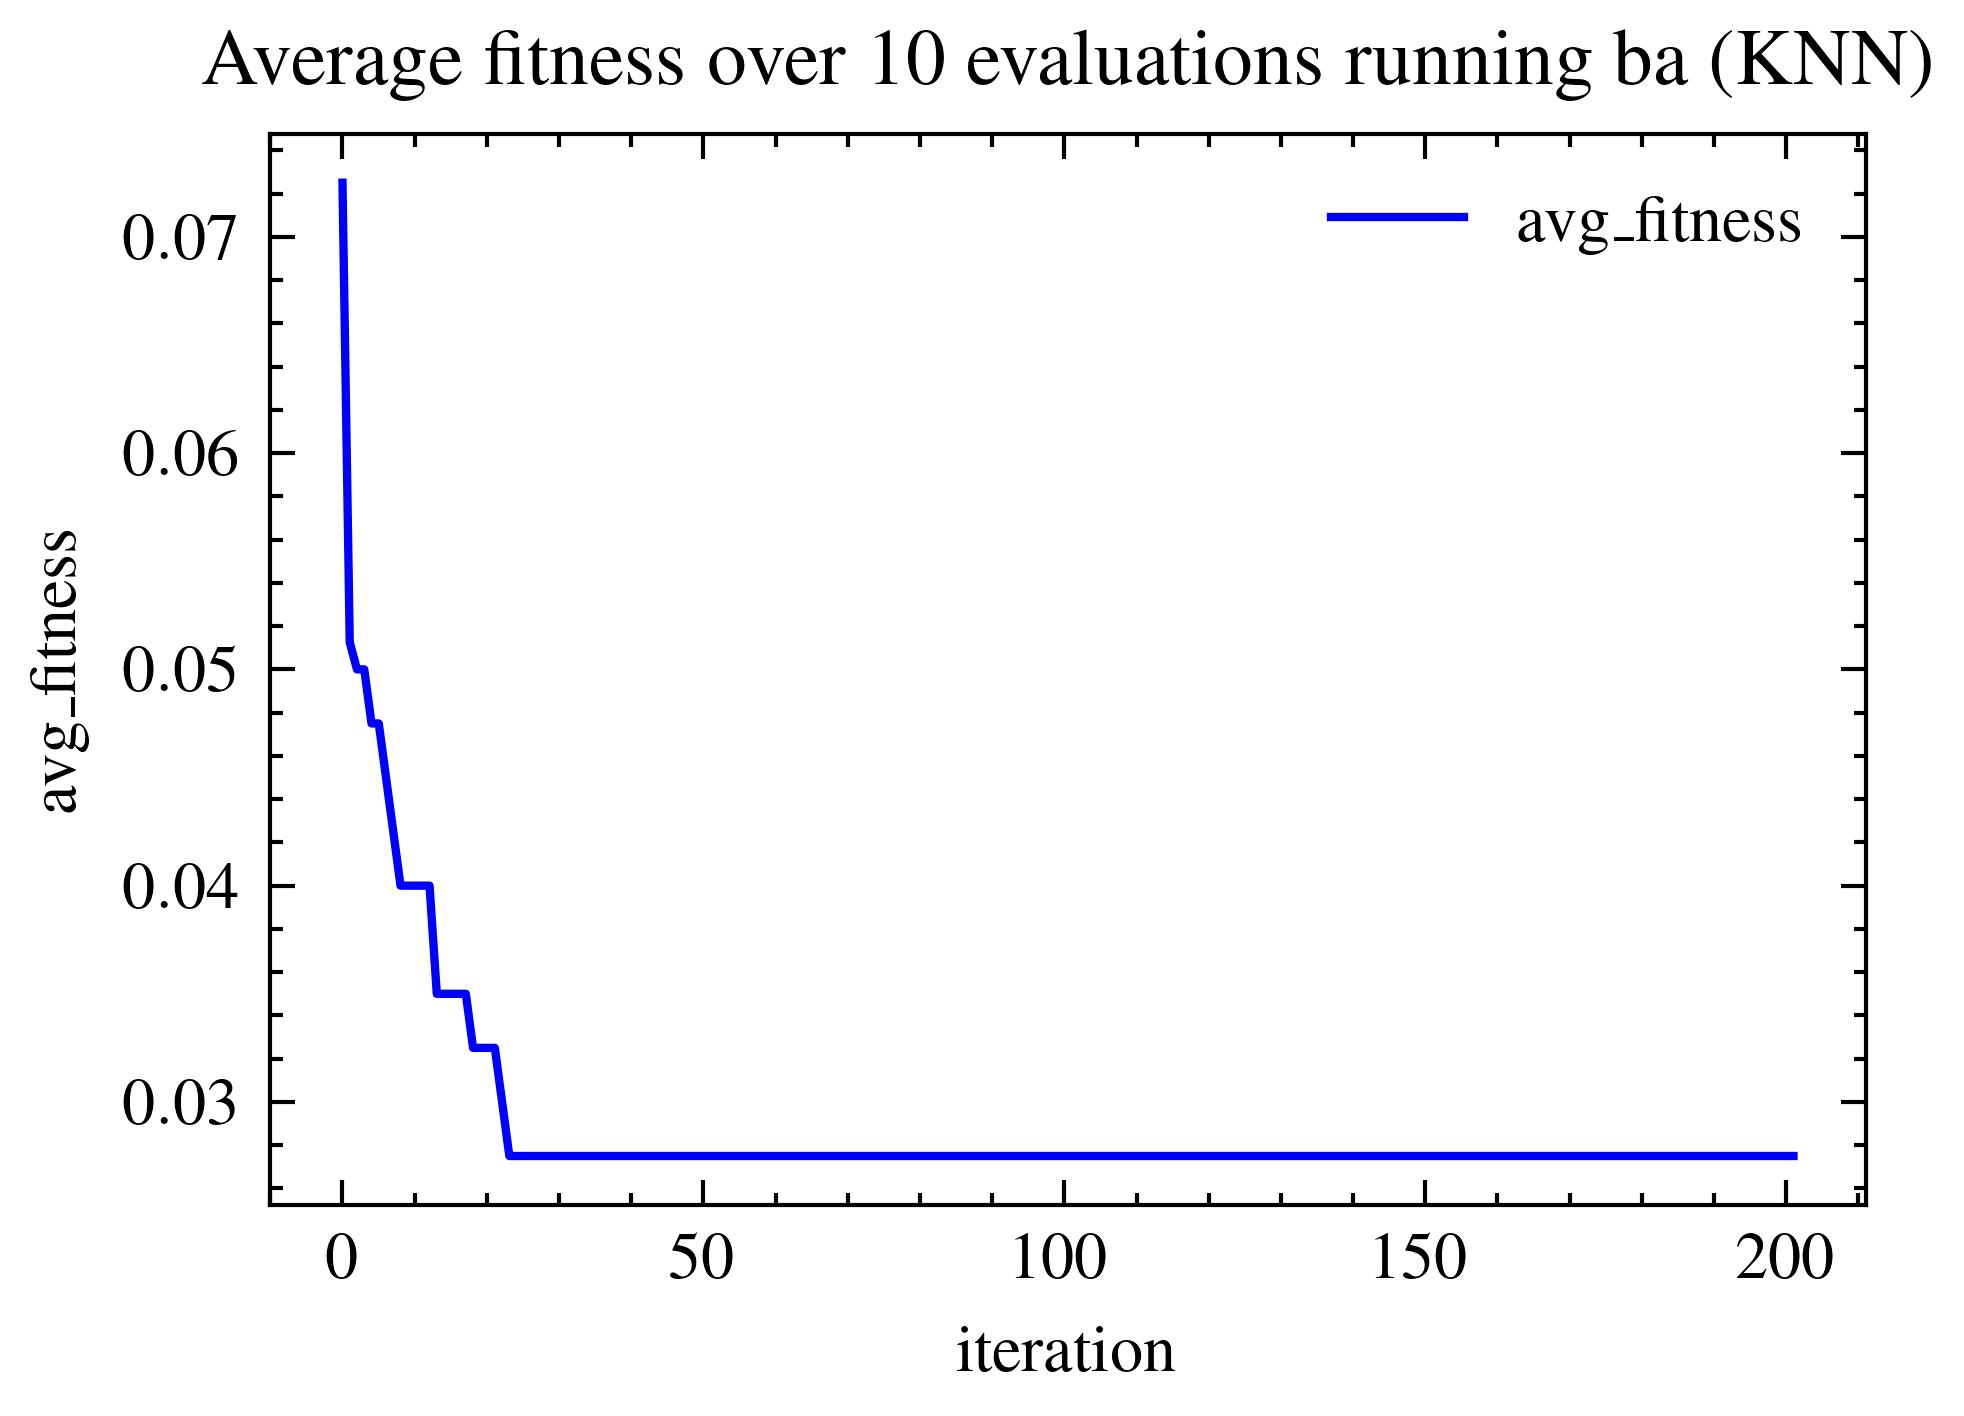 Average fitness over 10 evaluations running ba (KNN)
avg_fitness
0.07
0.06
0.05
0.04
0.03
avg_fitness
0 50 100 150 200
iteration